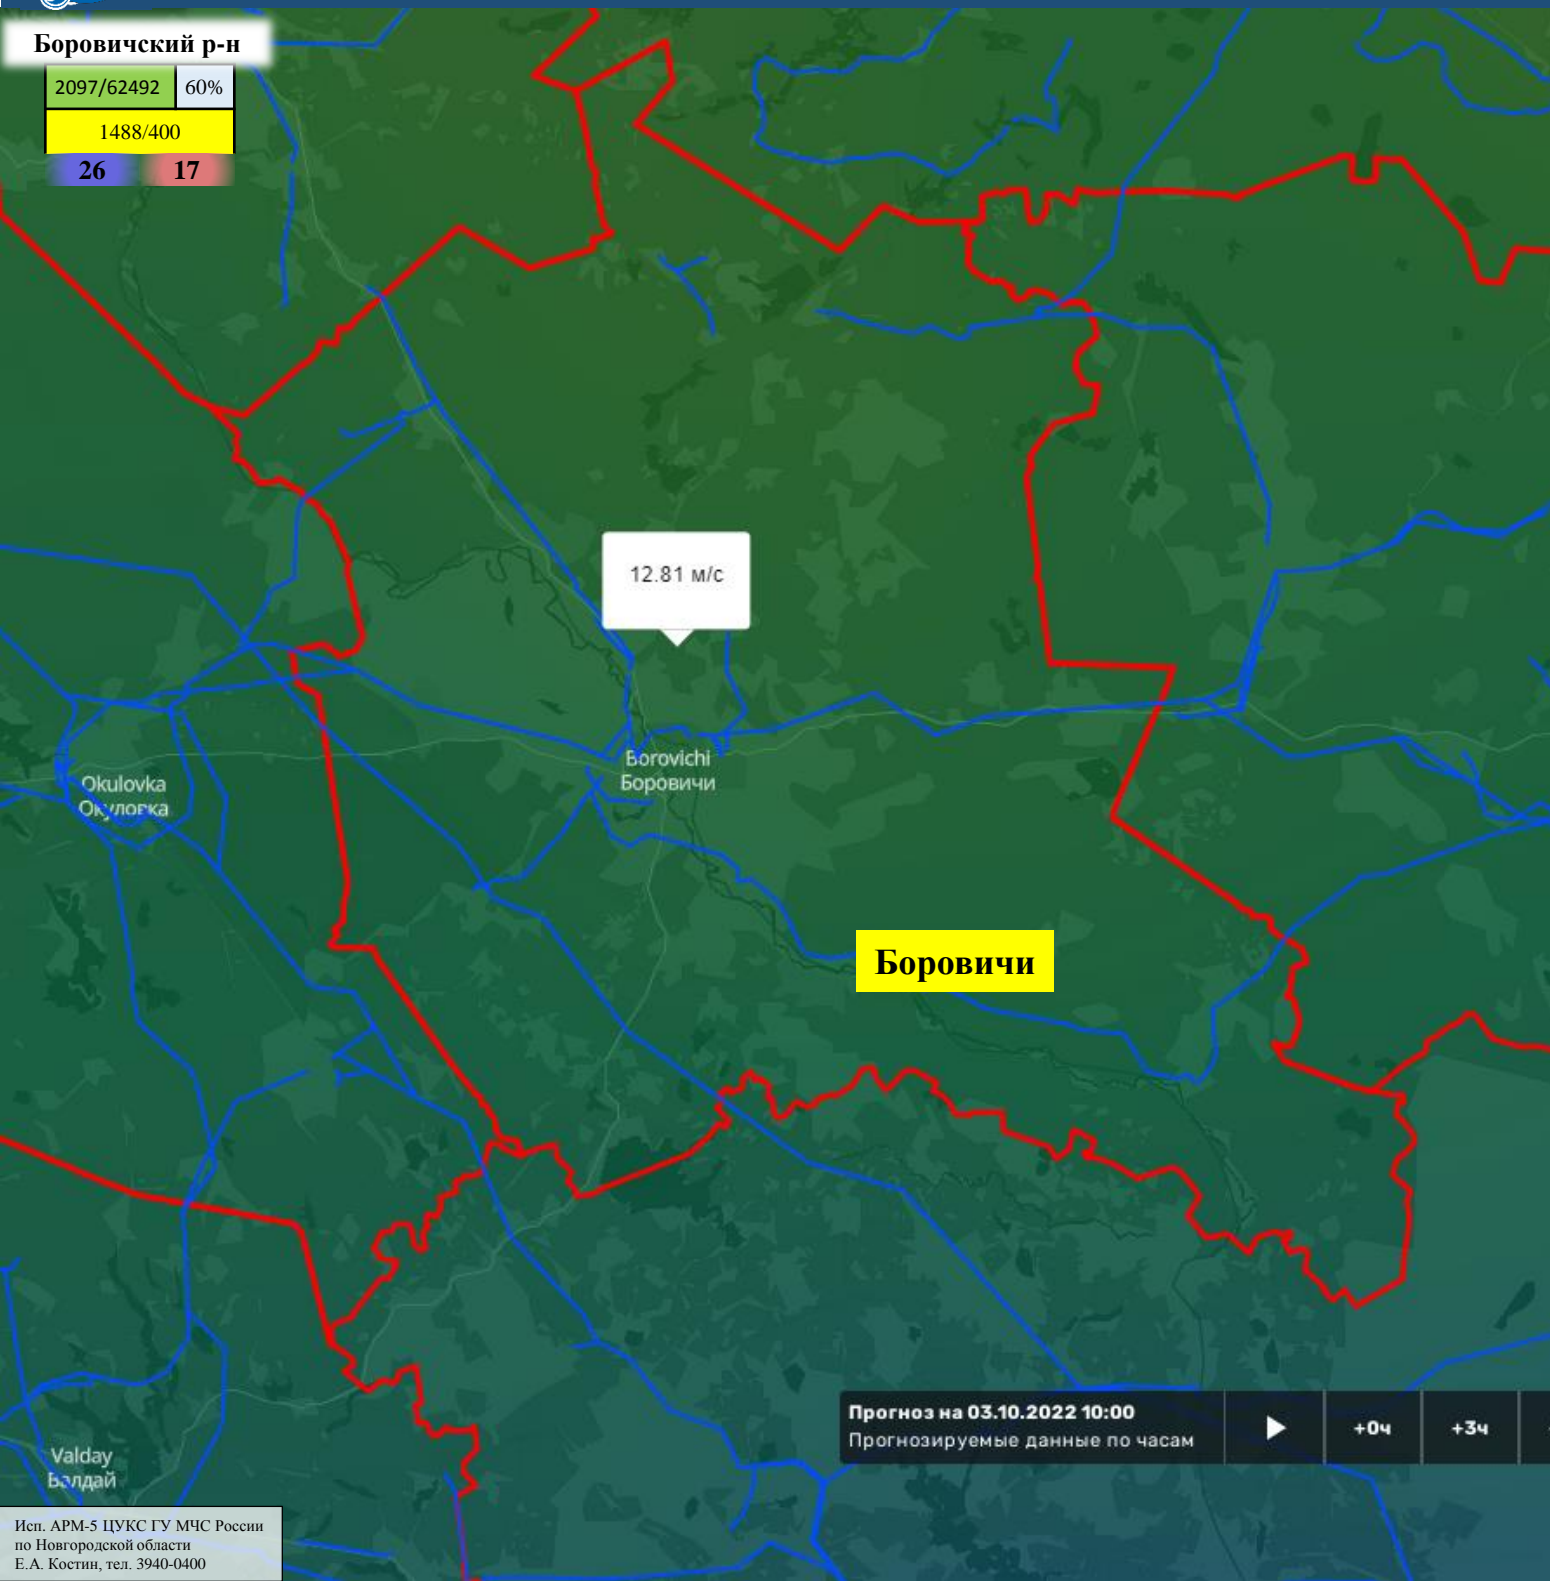 Боровичский р-н
2097/62492 60%
1488/400
26 17
12.81 м/с
Borovichi
Боровичи
Okulovka
Окуловка
Боровичи
Прогноз на 03.10.2022 10:00
Прогнозируемые данные по часам
+0ч +3ч
Valday
Валдай
Исп. АРМ-5 ЦУКС ГУ МЧС России
по Новгородской области
Е.А. Костин, тел. 3940-0400